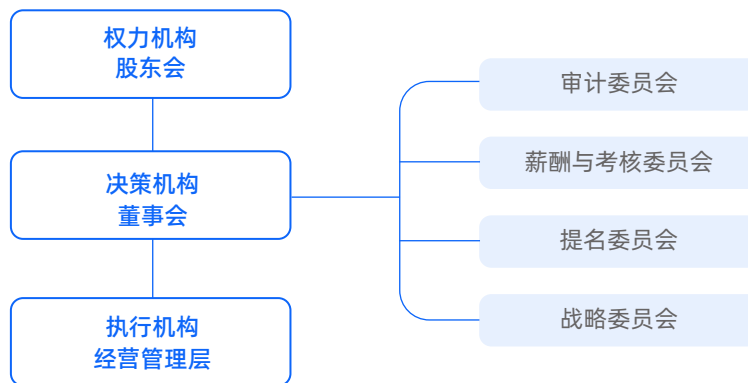 权力机构
股东会
决策机构
董事会
执行机构
经营管理层
审计委员会
薪酬与考核委员会
提名委员会
战略委员会